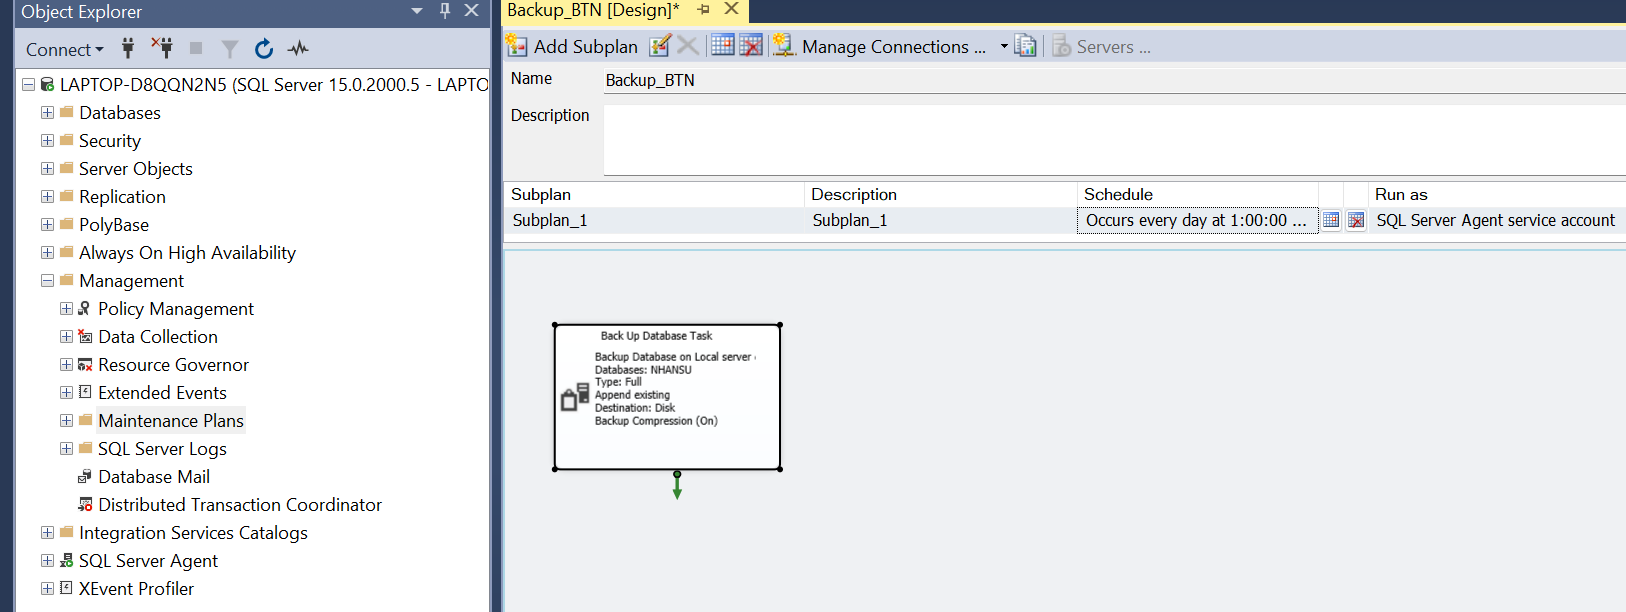 Object Explorer
Connect
LAPTOP-D8QQN2N5 (SQL Server 15.0.2000.5 - LAPTO
Databases
Security
Server Objects
Replication
PolyBase
Always On High Availability
Management
Policy Management
Data Collection
Resource Governor
Extended Events
Maintenance Plans
SQL Server Logs
Database Mail
Distributed Transaction Coordinator
Integration Services Catalogs
SQL Server Agent
XEvent Profiler
Backup_BTN [Design]*
Add Subplan Manage Connections ... Servers ...
Name Backup_BTN
Description
Subplan Description Schedule Run as
Subplan_1 Subplan_1 Occurs every day at 1:00:00 ... SQL Server Agent service account
Back Up Database Task
Backup Database on Local server
Databases: NHANSU
Type: Full
Append existing
Destination: Disk
Backup Compression (On)